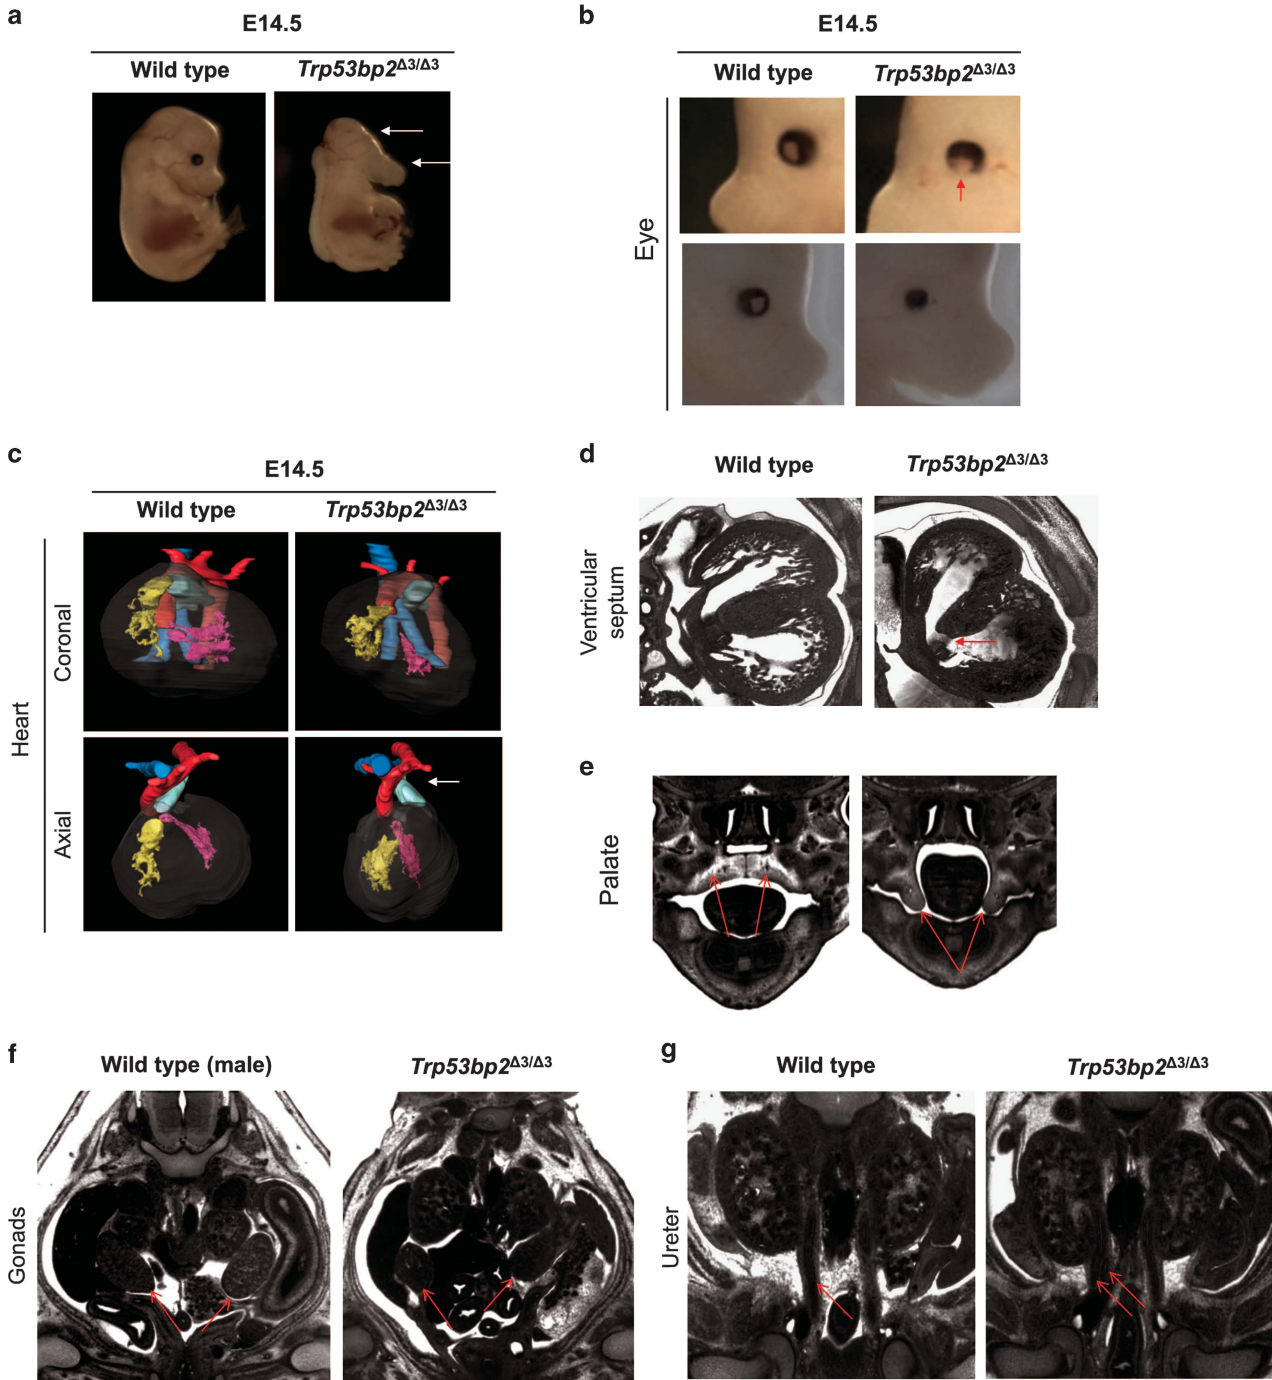 a
E14.5
Wild type
Trp53bp2Δ3/Δ3
b
E14.5
Wild type
Trp53bp2Δ3/Δ3
Eye
c
E14.5
Wild type
Trp53bp2Δ3/Δ3
Heart
Coronal
Axial
d
Wild type
Trp53bp2Δ3/Δ3
Ventricular
septum
e
Palate
f
Wild type (male)
Trp53bp2Δ3/Δ3
Gonads
g
Wild type
Trp53bp2Δ3/Δ3
Ureter